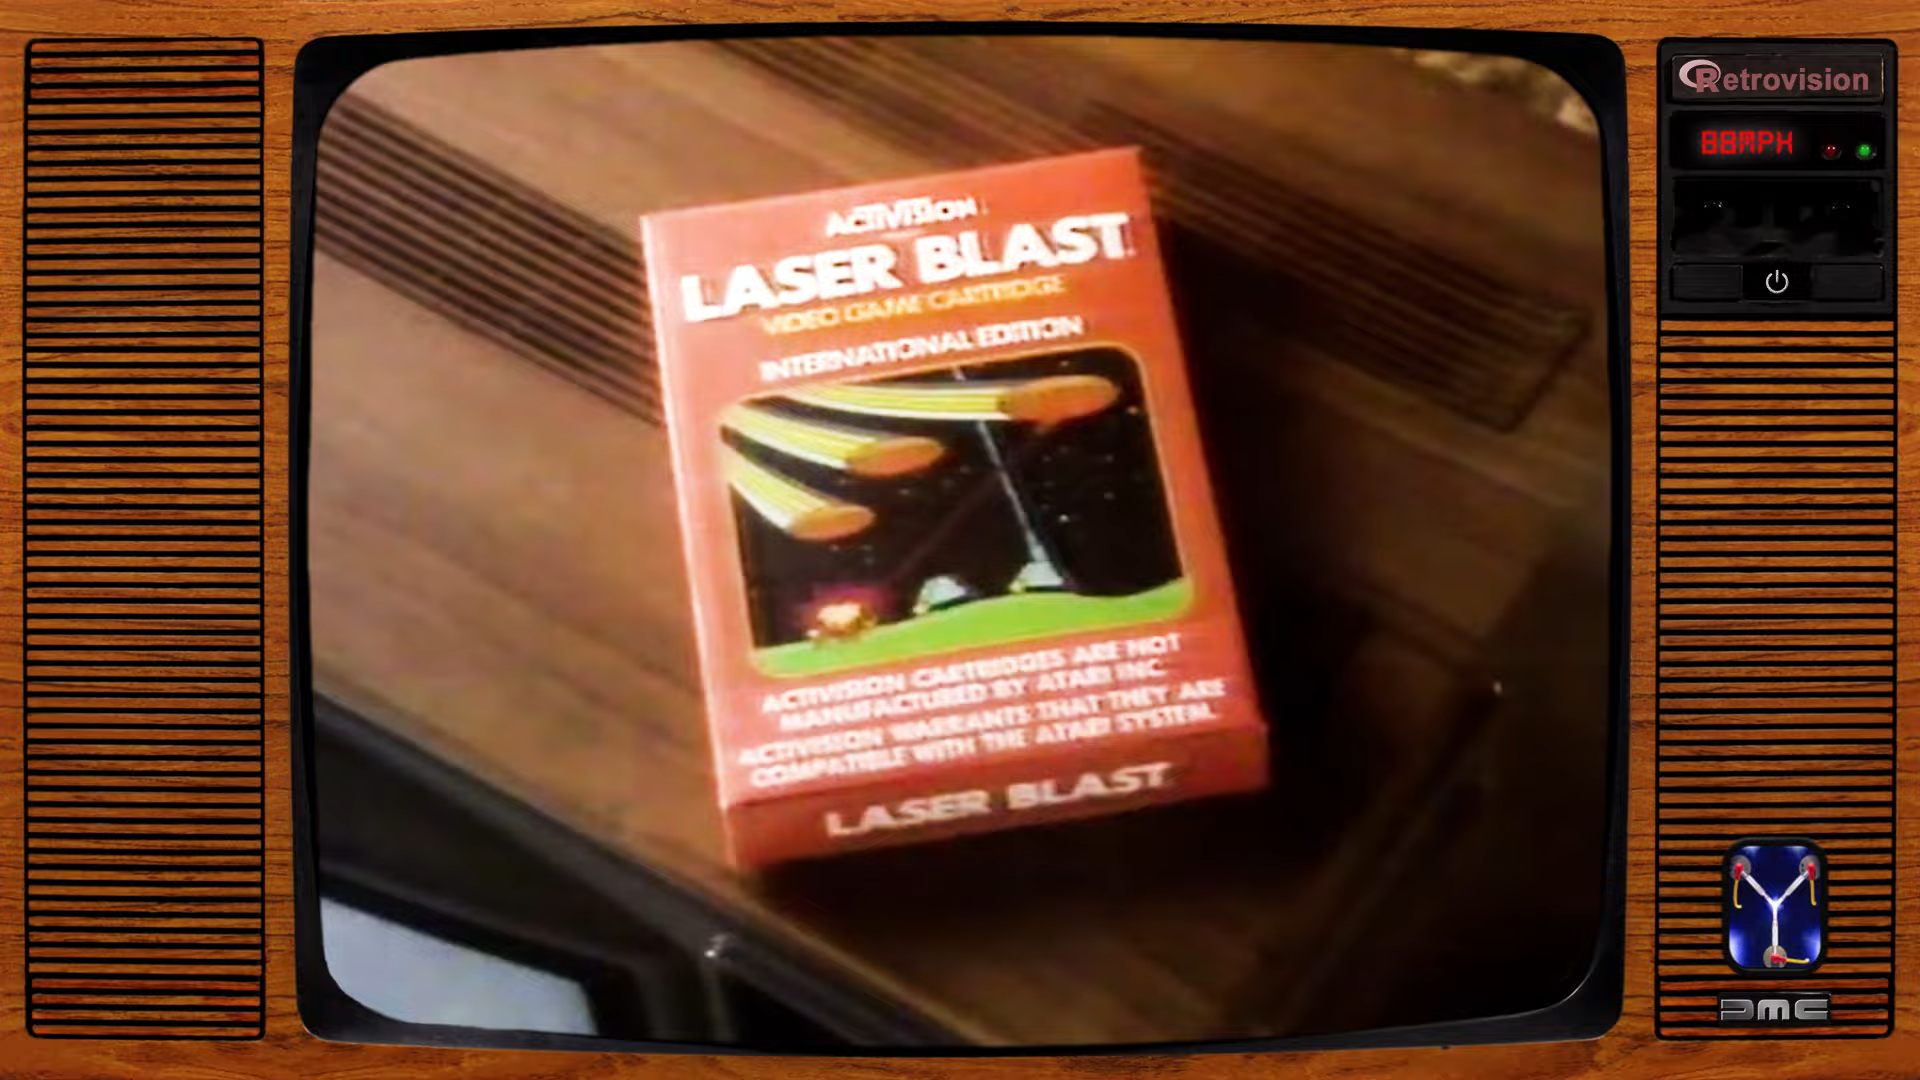 ACTIVISION
LASER BLAST
VIDEO GAME CARTRIDGE
INTERNATIONAL EDITION
ACTIVISION CARTRIDGES ARE NOT
MANUFACTURED BY ATARI INC.
ACTIVISION WARRANTS THAT THEY ARE
COMPATIBLE WITH THE ATARI SYSTEM.
LASER BLAST
Retrovision
88MPH
DMC